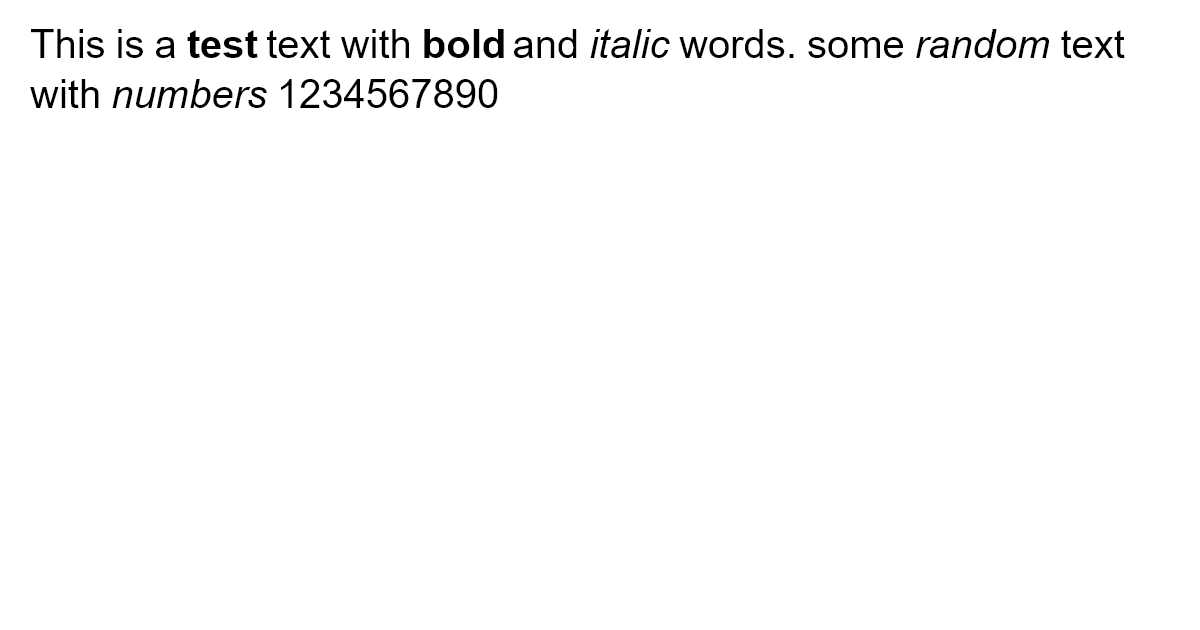 This is a test text with bold and italic words. some random text
with numbers 1234567890